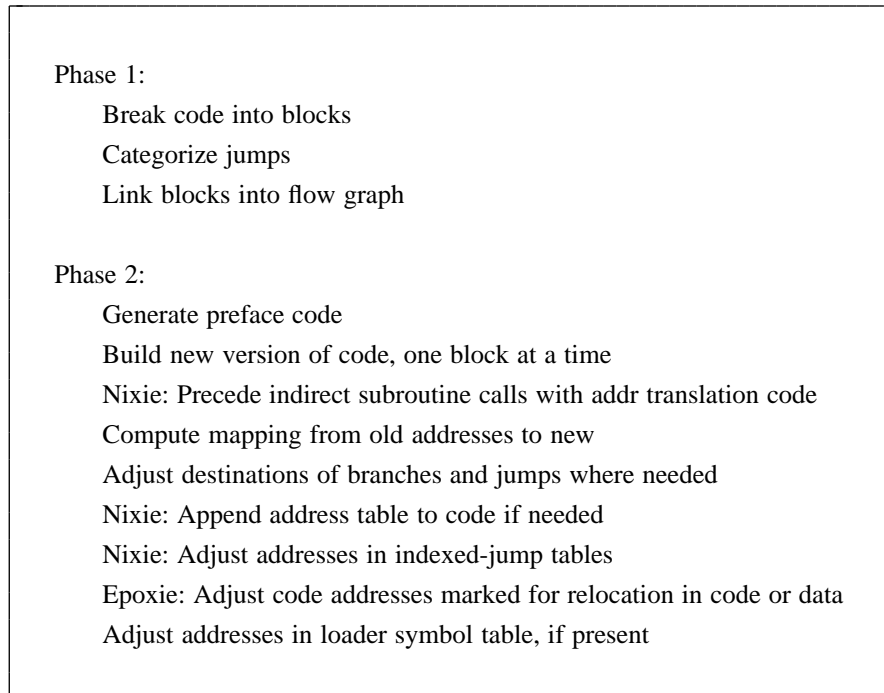 Phase 1:
Break code into blocks
Categorize jumps
Link blocks into flow graph
Phase 2:
Generate preface code
Build new version of code, one block at a time
Nixie: Precede indirect subroutine calls with addr translation code
Compute mapping from old addresses to new
Adjust destinations of branches and jumps where needed
Nixie: Append address table to code if needed
Nixie: Adjust addresses in indexed-jump tables
Epoxie: Adjust code addresses marked for relocation in code or data
Adjust addresses in loader symbol table, if present